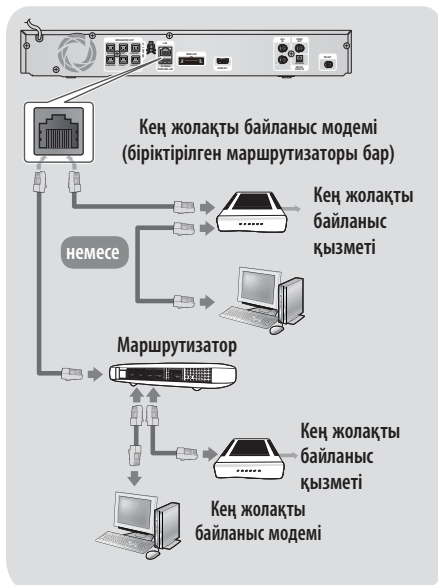 Кең жолақты байланыс модемі
(біріктірілген маршрутизаторы бар)
Кең жолақты
байланыс
қызметі
немесе
Маршрутизатор
Кең жолақты
байланыс
қызметі
Кең жолақты
байланыс модемі